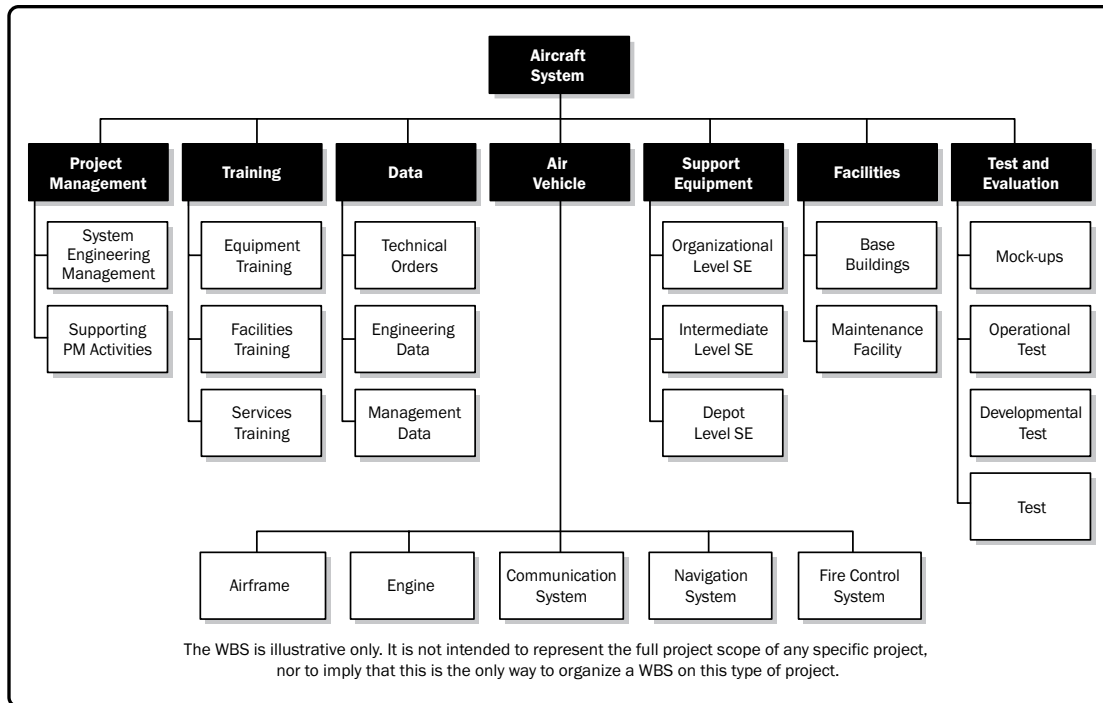 Aircraft
System
Project
Management
Training
Data
Air
Vehicle
Support
Equipment
Facilities
Test and
Evaluation
System
Engineering
Management
Supporting
PM Activities
Equipment
Training
Facilities
Training
Services
Training
Technical
Orders
Engineering
Data
Management
Data
Organizational
Level SE
Intermediate
Level SE
Depot
Level SE
Base
Buildings
Maintenance
Facility
Mock-ups
Operational
Test
Developmental
Test
Test
Airframe
Engine
Communication
System
Navigation
System
Fire Control
System
The WBS is illustrative only. It is not intended to represent the full project scope of any specific project,
nor to imply that this is the only way to organize a WBS on this type of project.